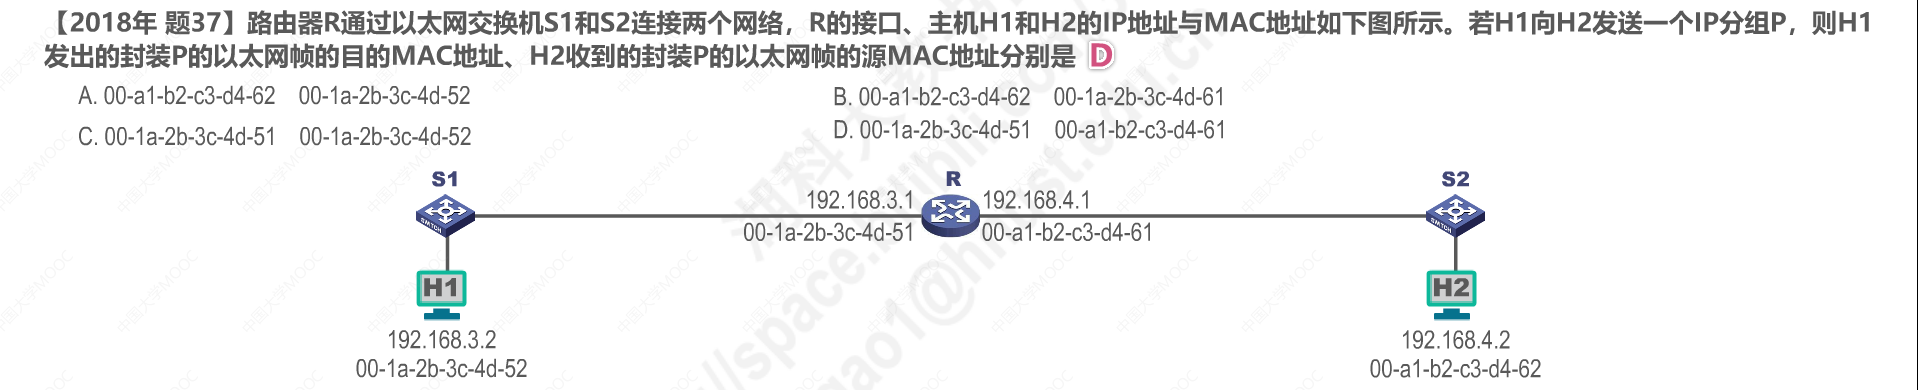 【2018年 题37】路由器R通过以太网交换机S1和S2连接两个网络，R的接口、主机H1和H2的IP地址与MAC地址如下图所示。若H1向H2发送一个IP分组P，则H1
发出的封装P的以太网帧的目的MAC地址、H2收到的封装P的以太网帧的源MAC地址分别是 D
A. 00-a1-b2-c3-d4-62 00-1a-2b-3c-4d-52
B. 00-a1-b2-c3-d4-62 00-1a-2b-3c-4d-61
C. 00-1a-2b-3c-4d-51 00-1a-2b-3c-4d-52
D. 00-1a-2b-3c-4d-51 00-a1-b2-c3-d4-61
S1
R
S2
192.168.3.1
192.168.4.1
SWITCH
SWITCH
00-1a-2b-3c-4d-51
00-a1-b2-c3-d4-61
H1
H2
192.168.3.2
192.168.4.2
00-1a-2b-3c-4d-52
00-a1-b2-c3-d4-62
中国大学MOOC